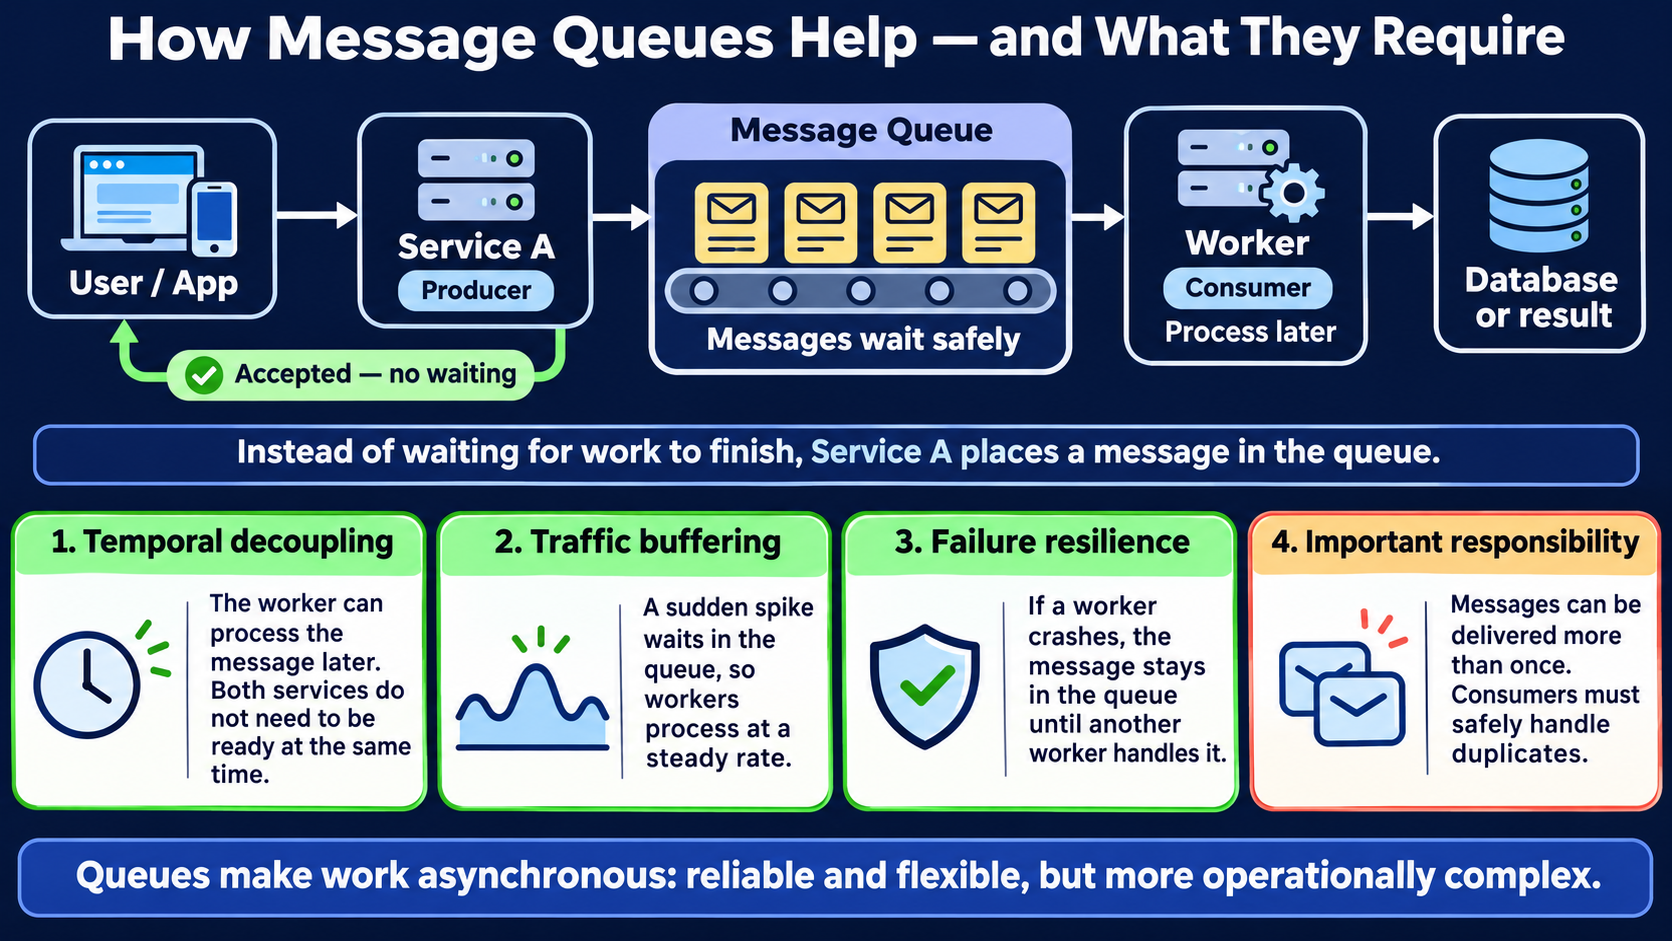 How Message Queues Help — and What They Require
User / App
Service A
Producer
Accepted — no waiting
Message Queue
Messages wait safely
Worker
Consumer
Process later
Database
or result
Instead of waiting for work to finish, Service A places a message in the queue.
1. Temporal decoupling
The worker can
process the
message later.
Both services do
not need to be
ready at the same
time.
2. Traffic buffering
A sudden spike
waits in the
queue, so
workers
process at a
steady rate.
3. Failure resilience
If a worker
crashes, the
message stays
in the queue
until another
worker handles it.
4. Important responsibility
Messages can be
delivered more
than once.
Consumers must
safely handle
duplicates.
Queues make work asynchronous: reliable and flexible, but more operationally complex.